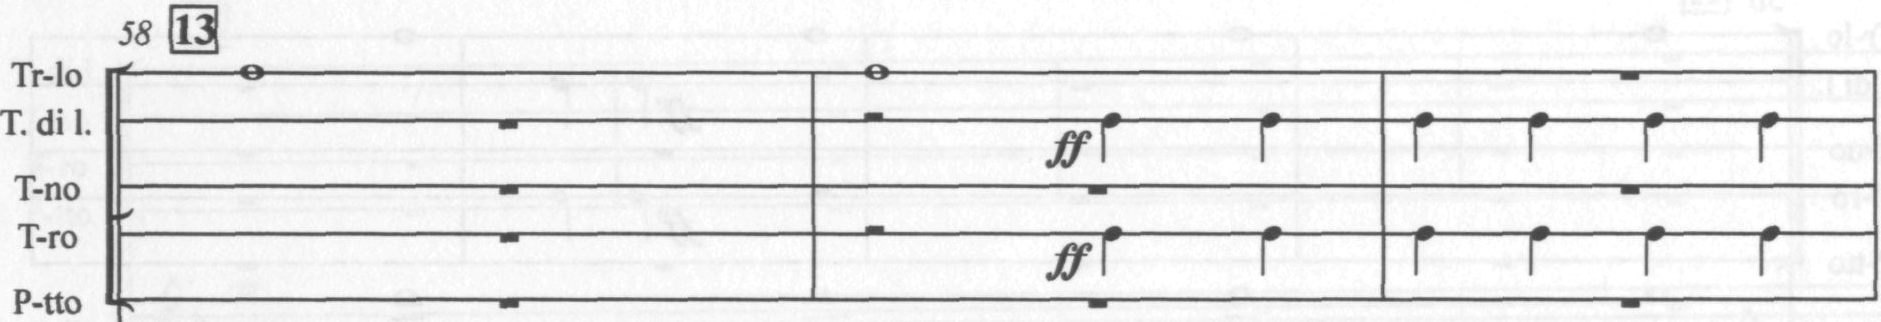 58 13
Tr-lo
T. di l.
ff
T-no
T-ro
ff
P-tto